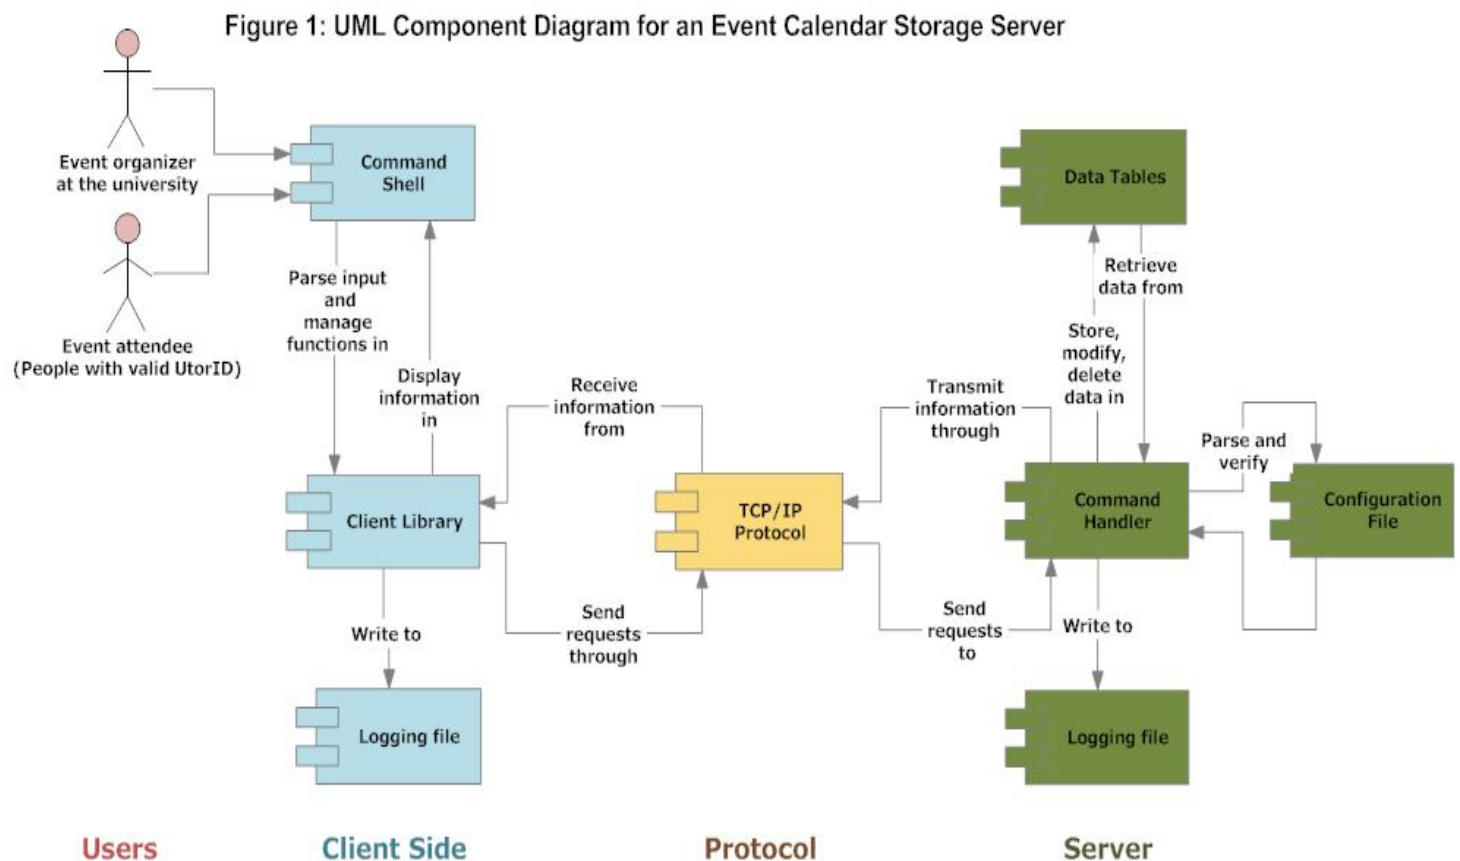 Figure 1: UML Component Diagram for an Event Calendar Storage Server
Event organizer
at the university
Command
Shell
Data Tables
Event attendee
(People with valid UtorID)
Parse input
and
manage
functions in
Display
information
in
Receive
information
from
Transmit
information
through
Retrieve
data from
Store,
modify,
delete
data in
Parse and
verify
Client Library
TCP/IP
Protocol
Command
Handler
Configuration
File
Write to
Send
requests
through
Send
requests
to
Write to
Logging file
Logging file
Users
Client Side
Protocol
Server